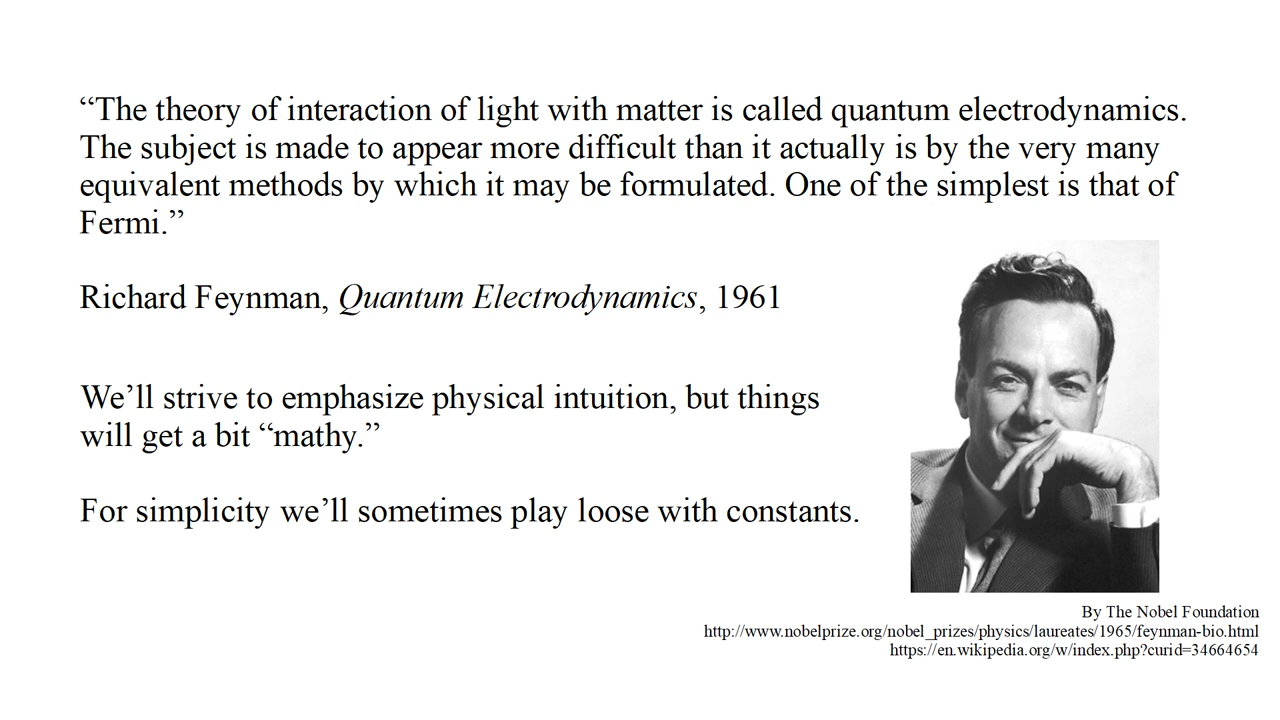 “The theory of interaction of light with matter is called quantum electrodynamics.
The subject is made to appear more difficult than it actually is by the very many
equivalent methods by which it may be formulated. One of the simplest is that of
Fermi.”
Richard Feynman, Quantum Electrodynamics, 1961
We’ll strive to emphasize physical intuition, but things
will get a bit “mathy.”
For simplicity we’ll sometimes play loose with constants.
By The Nobel Foundation
http://www.nobelprize.org/nobel_prizes/physics/laureates/1965/feynman-bio.html
https://en.wikipedia.org/w/index.php?curid=34664654